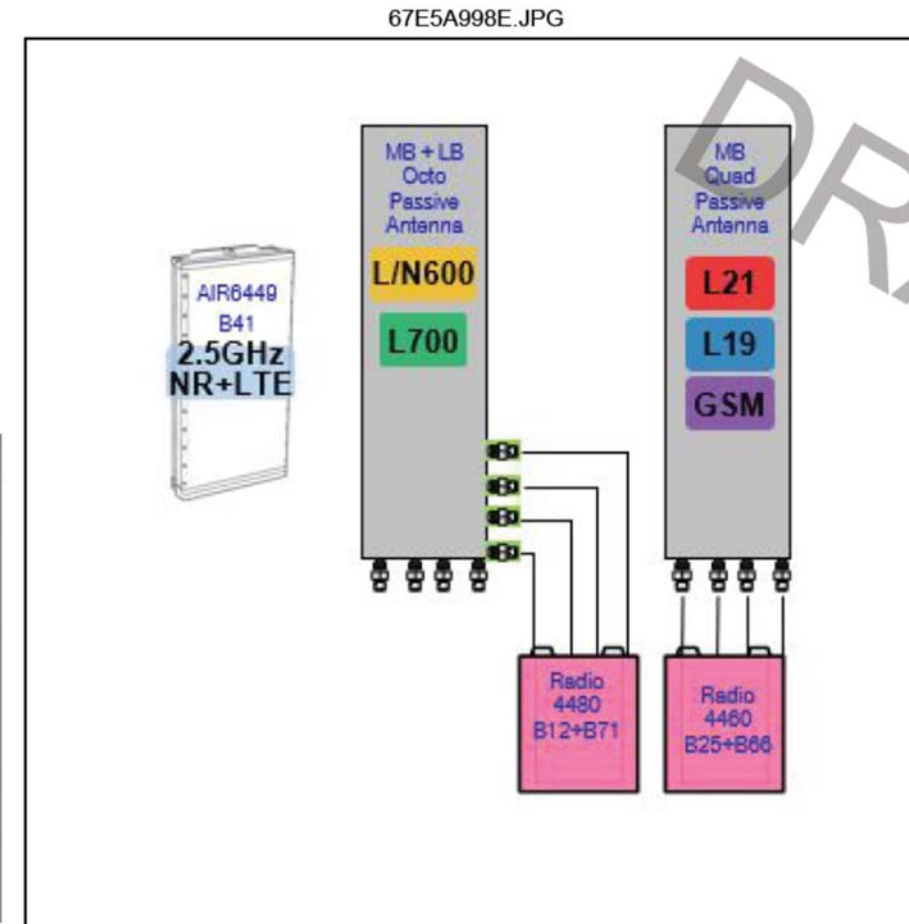 67E5A998E.JPG
DR
AIR6449
B41
2.5GHz
NR+LTE
MB + LB
Octo
Passive
Antenna
L/N600
L700
MB
Quad
Passive
Antenna
L21
L19
GSM
Radio
4480
B12+B71
Radio
4460
B25+B66